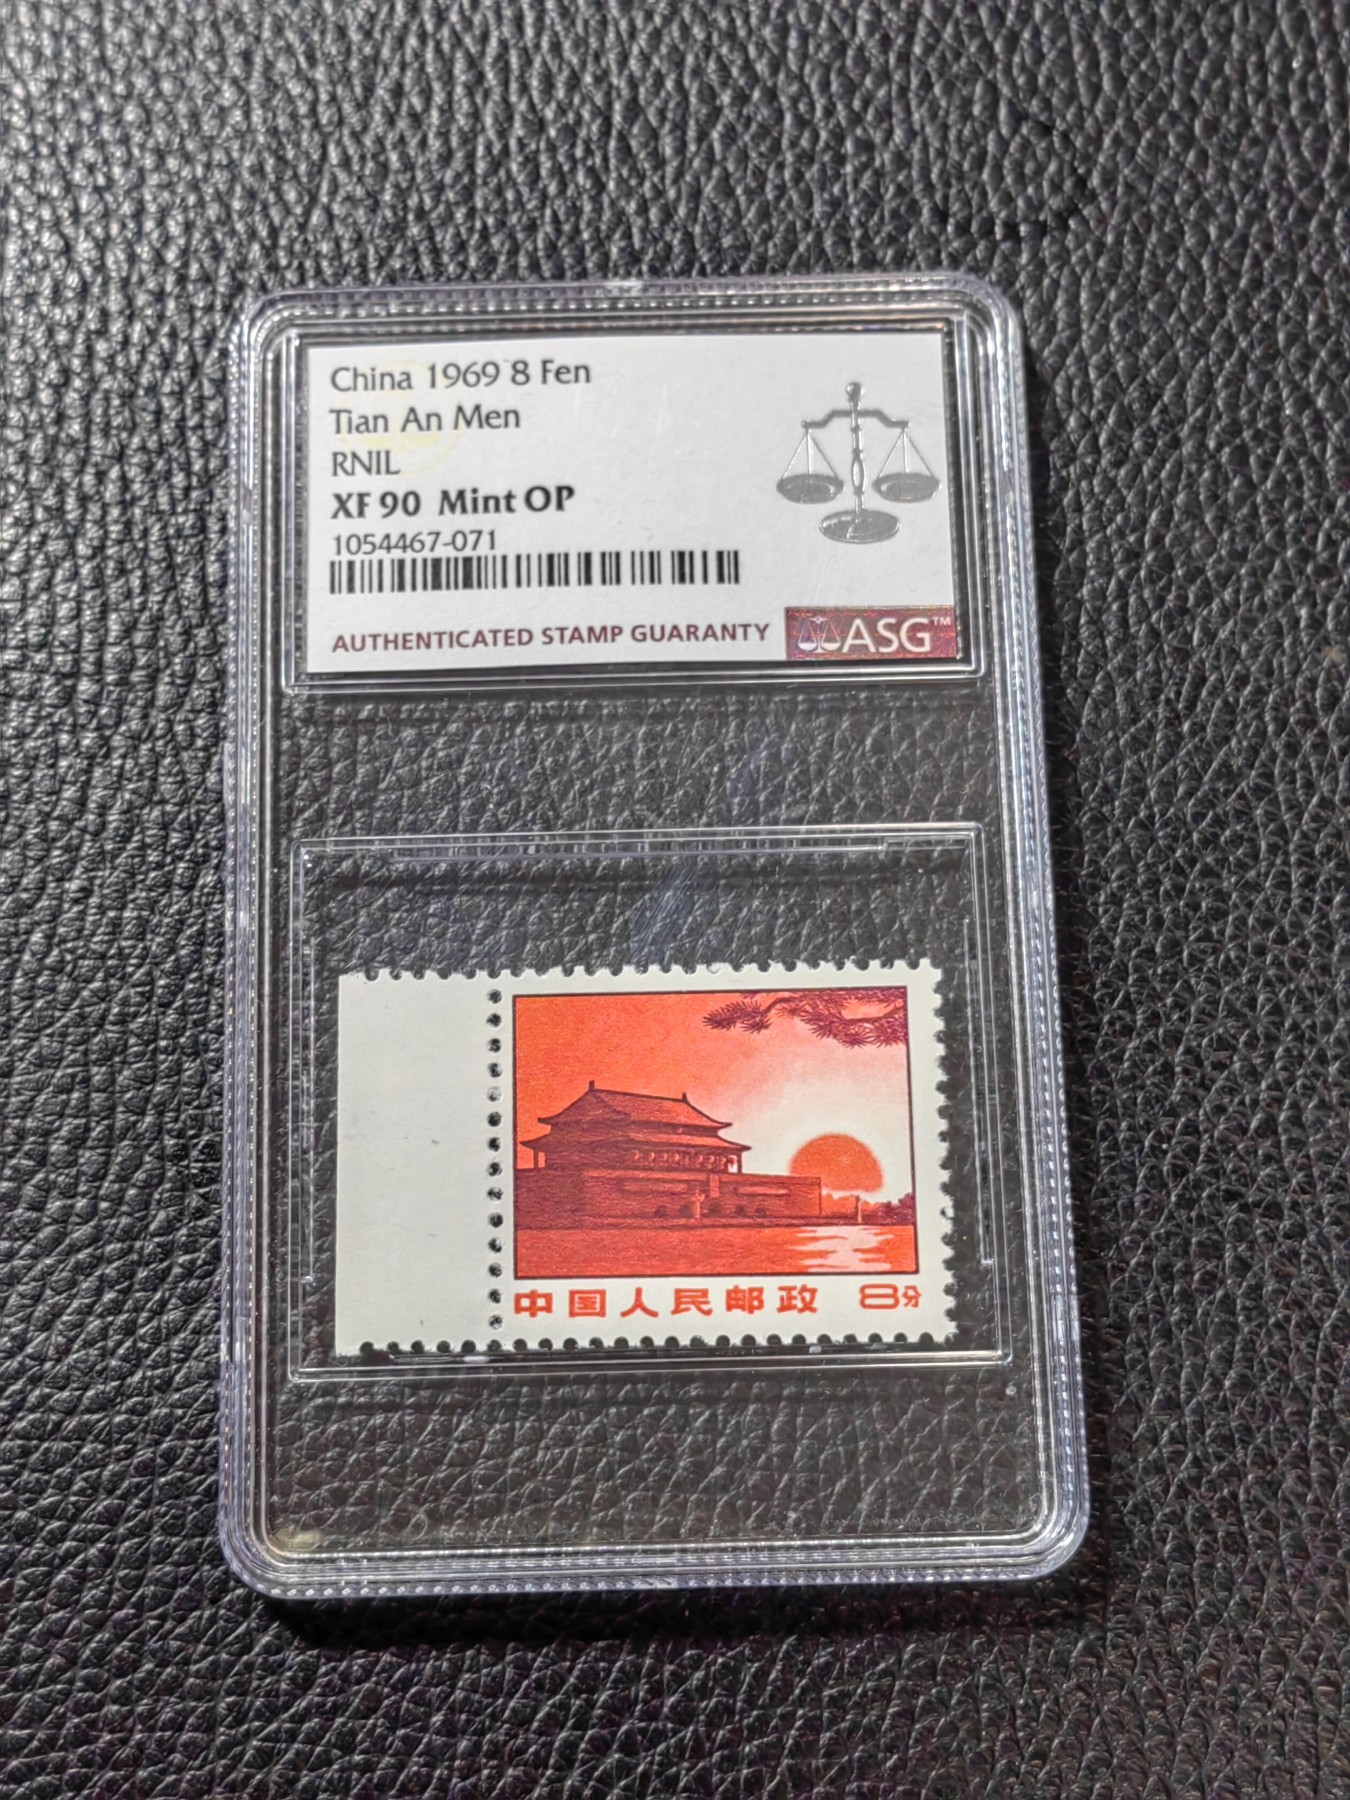 China 1969 8 Fen
Tian An Men
RNIL
XF 90 Mint OP
1054467-071
AUTHENTICATED STAMP GUARANTY
ASG™
中国人民邮政 8分